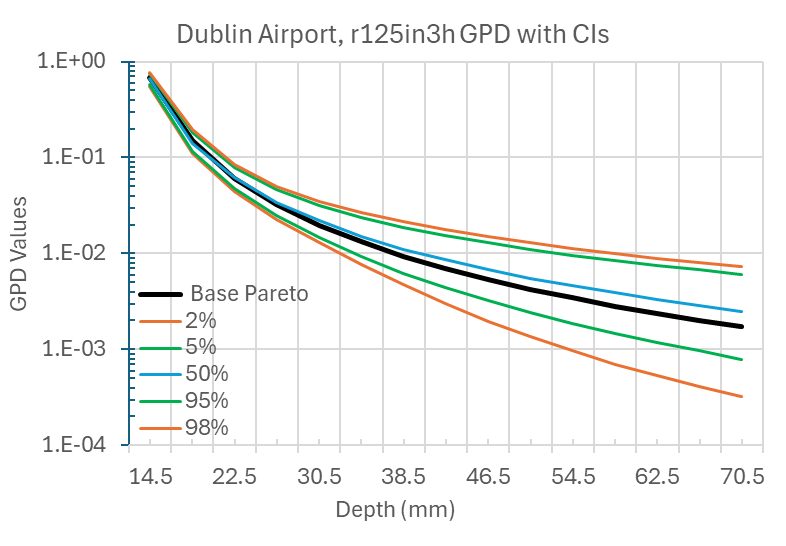 Dublin Airport, r125in3h GPD with CIs
1.E+00
1.E-01
1.E-02
1.E-03
1.E-04
GPD Values
Base Pareto
2%
5%
50%
95%
98%
14.5 22.5 30.5 38.5 46.5 54.5 62.5 70.5
Depth (mm)